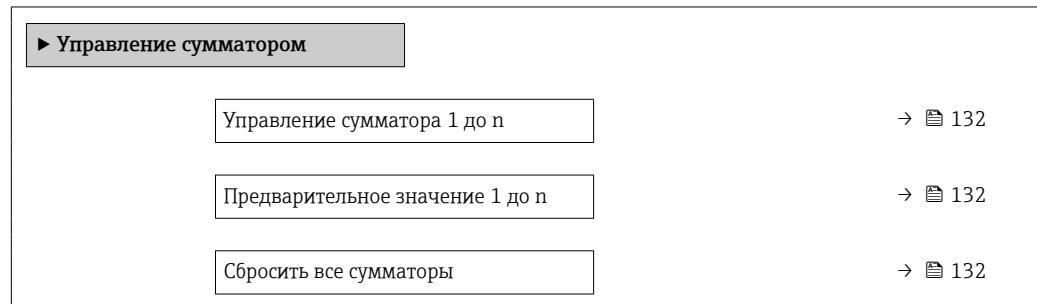 ▶ Управление сумматором
Управление сумматора 1 до n → 132
Предварительное значение 1 до n → 132
Сбросить все сумматоры → 132